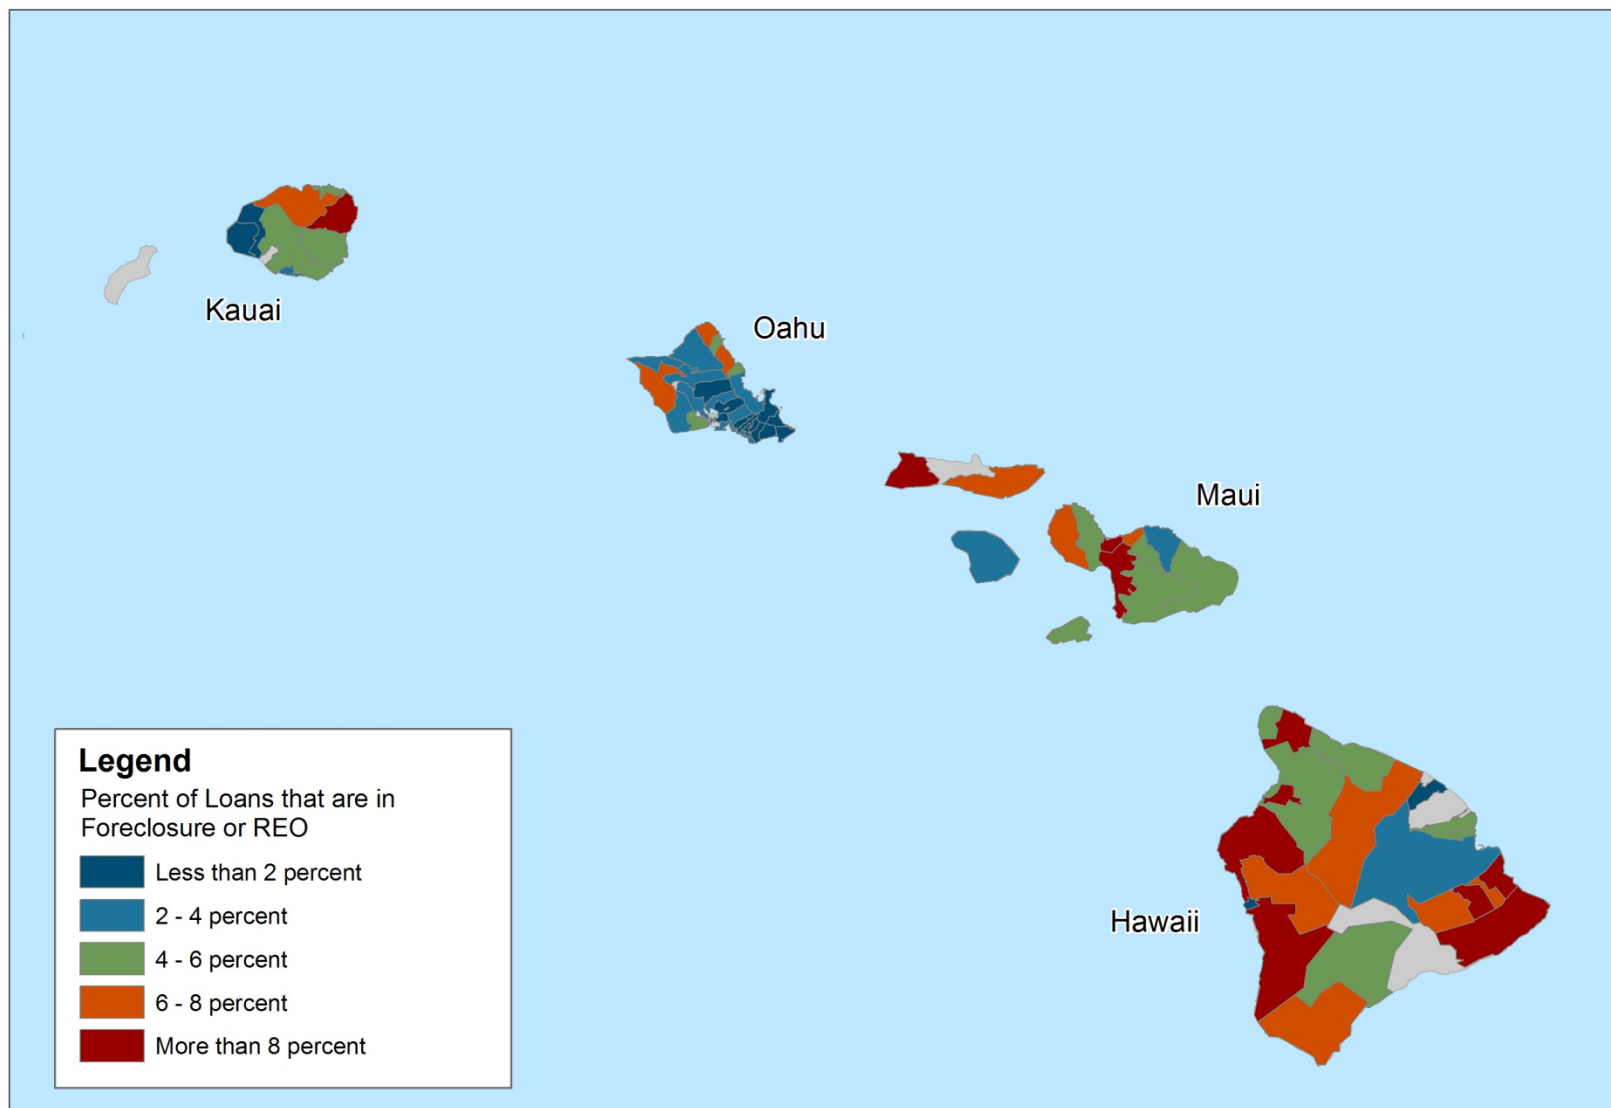 Kauai
Oahu
Maui
Hawaii
Legend
Percent of Loans that are in
Foreclosure or REO
Less than 2 percent
2 - 4 percent
4 - 6 percent
6 - 8 percent
More than 8 percent